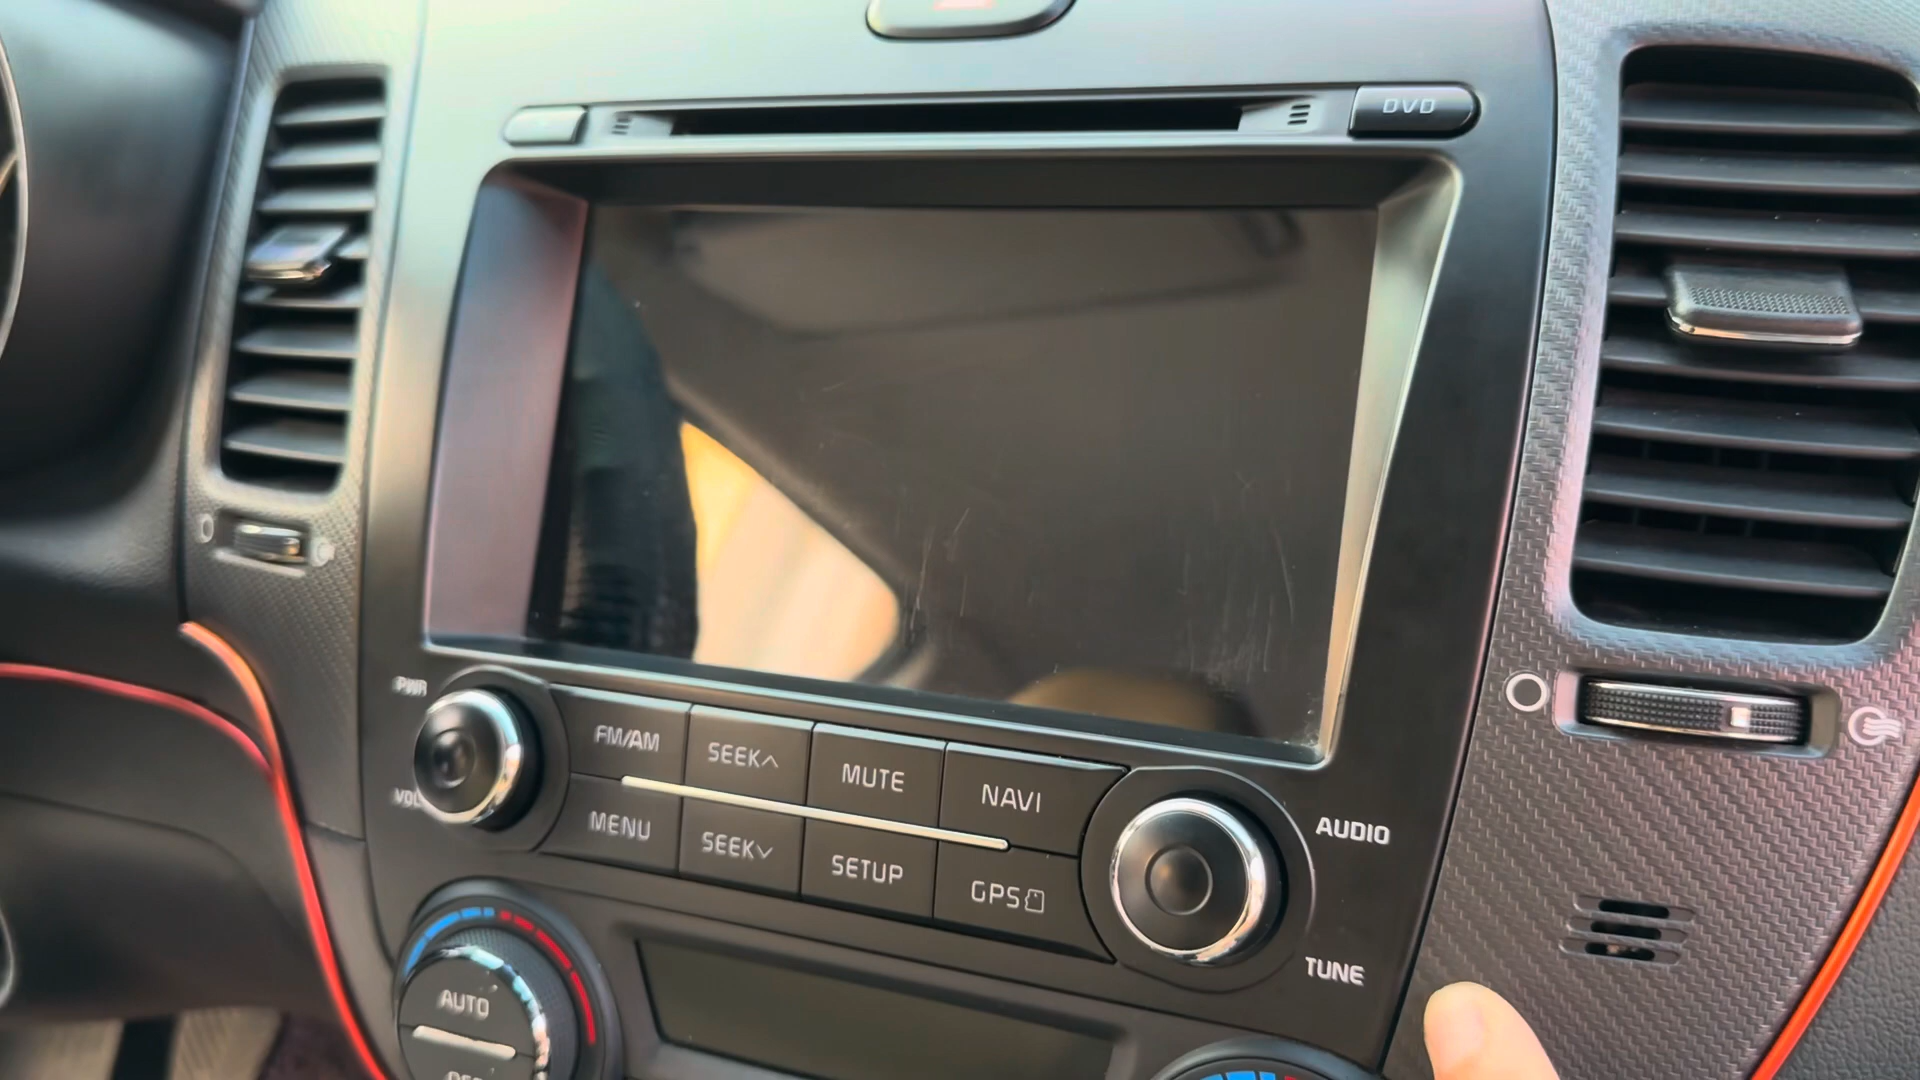 DVD
PWR
VOL
FM/AM
SEEK
MUTE
NAVI
MENU
SEEK
SETUP
GPS
AUDIO
TUNE
AUTO